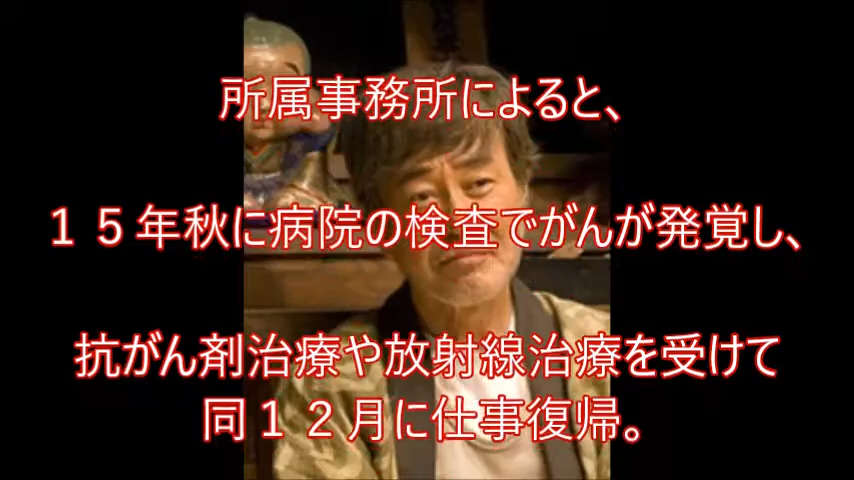 所属事務所によると、
１５年秋に病院の検査でがんが発覚し、
抗がん剤治療や放射線治療を受けて
同１２月に仕事復帰。